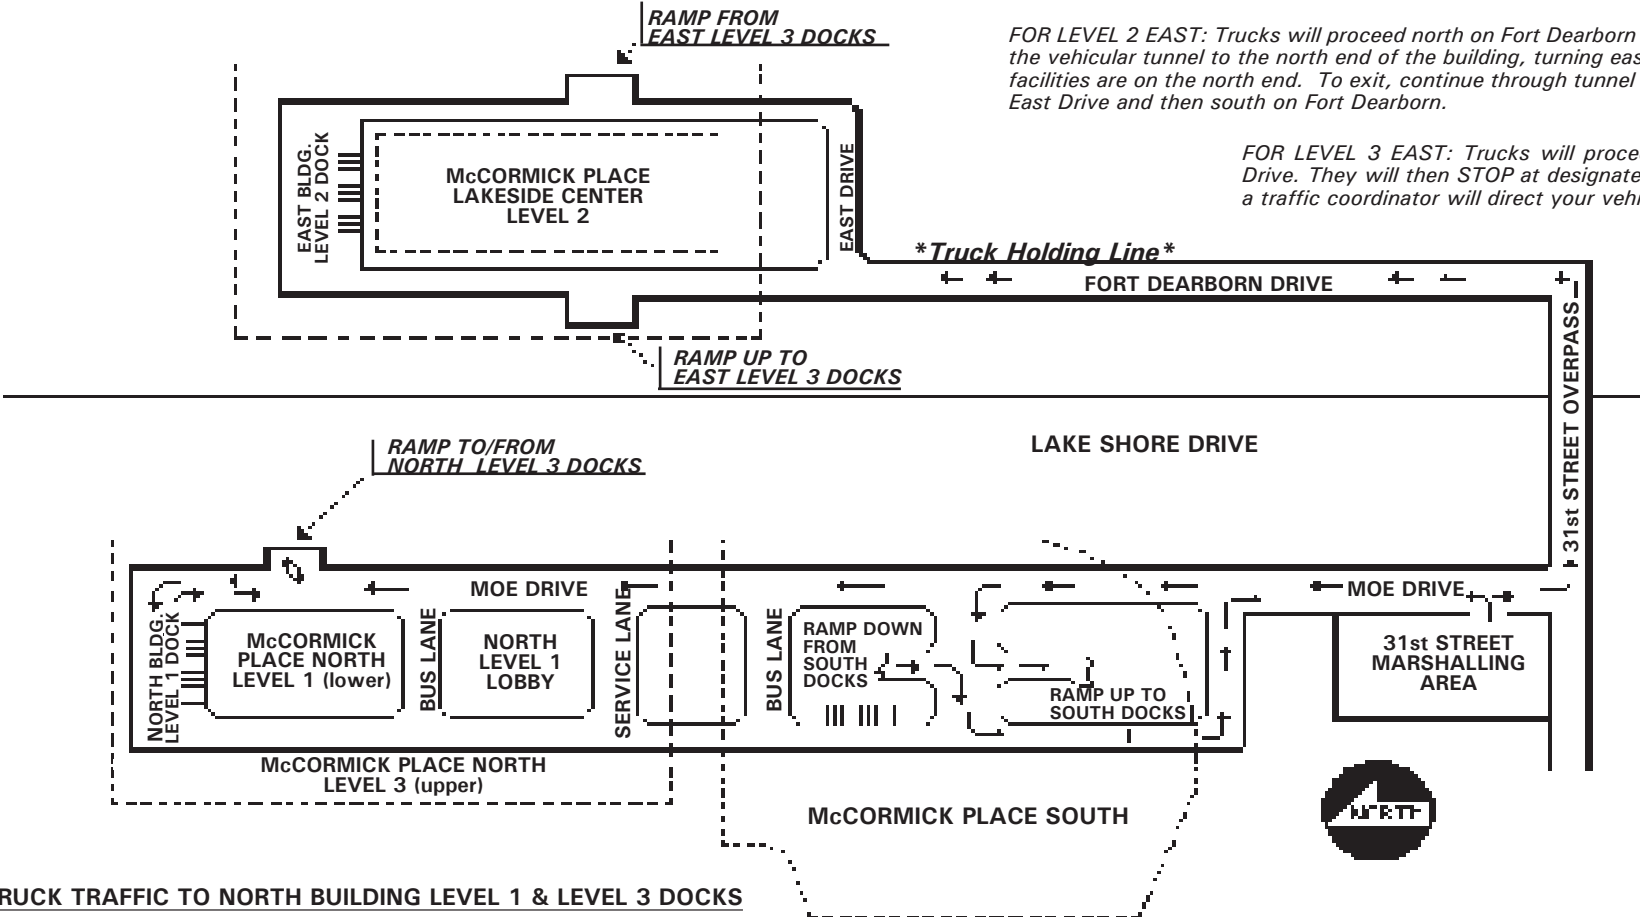 RAMP FROM
EAST LEVEL 3 DOCKS
FOR LEVEL 2 EAST: Trucks will proceed north on Fort Dearborn
the vehicular tunnel to the north end of the building, turning eas
facilities are on the north end. To exit, continue through tunnel
East Drive and then south on Fort Dearborn.
FOR LEVEL 3 EAST: Trucks will procee
Drive. They will then STOP at designate
a traffic coordinator will direct your vehi
EAST BLDG.
LEVEL 2 DOCK
McCORMICK PLACE
LAKESIDE CENTER
LEVEL 2
EAST DRIVE
*Truck Holding Line*
FORT DEARBORN DRIVE
31st STREET OVERPASS
RAMP UP TO
EAST LEVEL 3 DOCKS
LAKE SHORE DRIVE
RAMP TO/FROM
NORTH LEVEL 3 DOCKS
MOE DRIVE
MOE DRIVE
NORTH BLDG.
LEVEL 1 DOCK
McCORMICK
PLACE NORTH
LEVEL 1 (lower)
BUS LANE
NORTH
LEVEL 1
LOBBY
SERVICE LANE
BUS LANE
RAMP DOWN
FROM
SOUTH
DOCKS
RAMP UP TO
SOUTH DOCKS
31st STREET
MARSHALLING
AREA
McCORMICK PLACE NORTH
LEVEL 3 (upper)
McCORMICK PLACE SOUTH
NORTH
RUCK TRAFFIC TO NORTH BUILDING LEVEL 1 & LEVEL 3 DOCKS